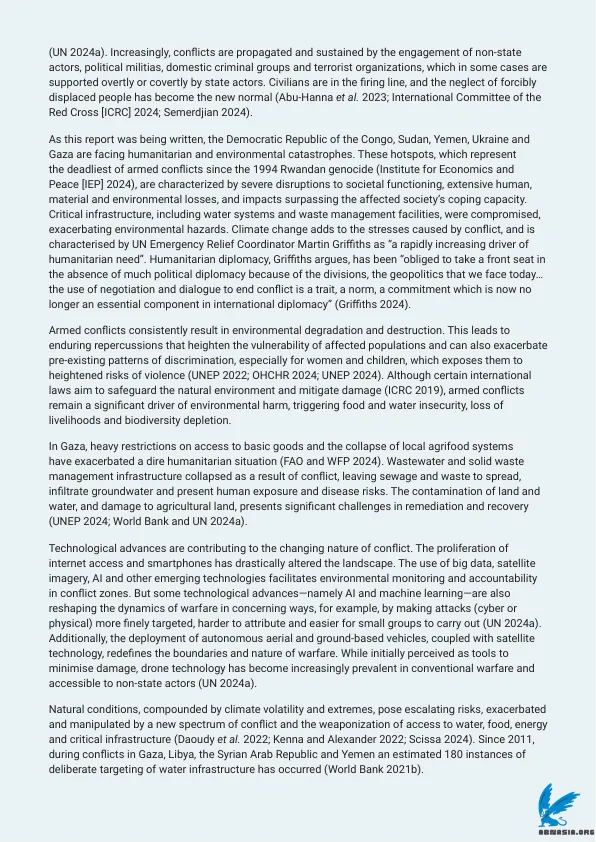 (UN 2024a). Increasingly, conflicts are propagated and sustained by the engagement of non-state
actors, political militias, domestic criminal groups and terrorist organizations, which in some cases are
supported overtly or covertly by state actors. Civilians are in the firing line, and the neglect of forcibly
displaced people has become the new normal (Abu-Hanna et al. 2023; International Committee of the
Red Cross [ICRC] 2024; Semerdjian 2024).
As this report was being written, the Democratic Republic of the Congo, Sudan, Yemen, Ukraine and
Gaza are facing humanitarian and environmental catastrophes. These hotspots, which represent
the deadliest of armed conflicts since the 1994 Rwandan genocide (Institute for Economics and
Peace [IEP] 2024), are characterized by severe disruptions to societal functioning, extensive human,
material and environmental losses, and impacts surpassing the affected society’s coping capacity.
Critical infrastructure, including water systems and waste management facilities, were compromised,
exacerbating environmental hazards. Climate change adds to the stresses caused by conflict, and is
characterised by UN Emergency Relief Coordinator Martin Griffiths as “a rapidly increasing driver of
humanitarian need“. Humanitarian diplomacy, Griffiths argues, has been “obliged to take a front seat in
the absence of much political diplomacy because of the divisions, the geopolitics that we face today…
the use of negotiation and dialogue to end conflict is a trait, a norm, a commitment which is now no
longer an essential component in international diplomacy” (Griffiths 2024).
Armed conflicts consistently result in environmental degradation and destruction. This leads to
enduring repercussions that heighten the vulnerability of affected populations and can also exacerbate
pre-existing patterns of discrimination, especially for women and children, which exposes them to
heightened risks of violence (UNEP 2022; OHCHR 2024; UNEP 2024). Although certain international
laws aim to safeguard the natural environment and mitigate damage (ICRC 2019), armed conflicts
remain a significant driver of environmental harm, triggering food and water insecurity, loss of
livelihoods and biodiversity depletion.
In Gaza, heavy restrictions on access to basic goods and the collapse of local agrifood systems
have exacerbated a dire humanitarian situation (FAO and WFP 2024). Wastewater and solid waste
management infrastructure collapsed as a result of conflict, leaving sewage and waste to spread,
infiltrate groundwater and present human exposure and disease risks. The contamination of land and
water, and damage to agricultural land, presents significant challenges in remediation and recovery
(UNEP 2024; World Bank and UN 2024a).
Technological advances are contributing to the changing nature of conflict. The proliferation of
internet access and smartphones has drastically altered the landscape. The use of big data, satellite
imagery, AI and other emerging technologies facilitates environmental monitoring and accountability
in conflict zones. But some technological advances—namely AI and machine learning—are also
reshaping the dynamics of warfare in concerning ways, for example, by making attacks (cyber or
physical) more finely targeted, harder to attribute and easier for small groups to carry out (UN 2024a).
Additionally, the deployment of autonomous aerial and ground-based vehicles, coupled with satellite
technology, redefines the boundaries and nature of warfare. While initially perceived as tools to
minimise damage, drone technology has become increasingly prevalent in conventional warfare and
accessible to non-state actors (UN 2024a).
Natural conditions, compounded by climate volatility and extremes, pose escalating risks, exacerbated
and manipulated by a new spectrum of conflict and the weaponization of access to water, food, energy
and critical infrastructure (Daoudy et al. 2022; Kenna and Alexander 2022; Scissa 2024). Since 2011,
during conflicts in Gaza, Libya, the Syrian Arab Republic and Yemen an estimated 180 instances of
deliberate targeting of water infrastructure has occurred (World Bank 2021b).
ABNASIA.ORG